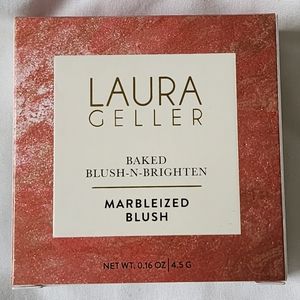 LAURA
GELLER
BAKED
BLUSH-N-BRIGHTEN
MARBLEIZED
BLUSH
NET WT. 0.16 OZ | 4.5 G